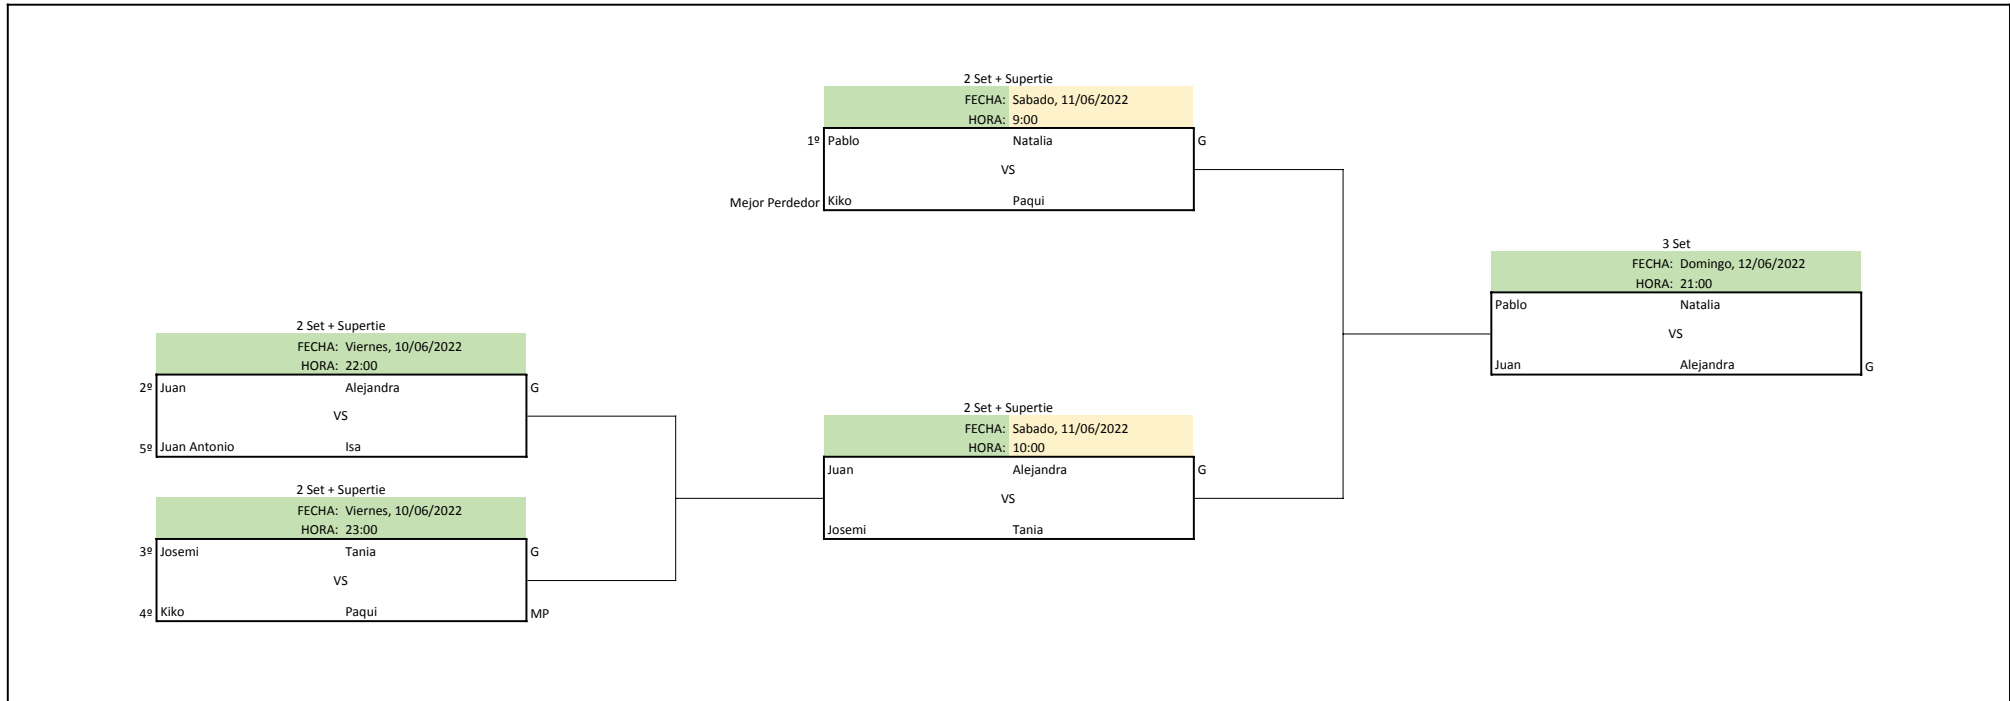 2 Set + Supertie
FECHA: Sabado, 11/06/2022
HORA: 9:00
1º Pablo Natalia G
VS
Mejor Perdedor Kiko Paqui
3 Set
FECHA: Domingo, 12/06/2022
HORA: 21:00
Pablo Natalia
VS
Juan Alejandra G
2 Set + Supertie
FECHA: Viernes, 10/06/2022
HORA: 22:00
2º Juan Alejandra G
VS
5º Juan Antonio Isa
2 Set + Supertie
FECHA: Sabado, 11/06/2022
HORA: 10:00
Juan Alejandra G
VS
Josemi Tania
2 Set + Supertie
FECHA: Viernes, 10/06/2022
HORA: 23:00
3º Josemi Tania G
VS
4º Kiko Paqui MP